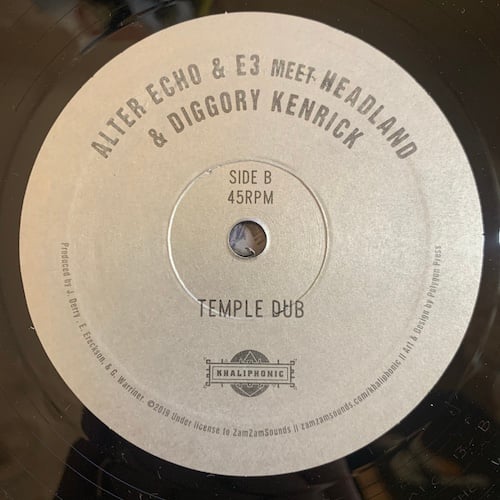 ALTER ECHO & E3 MEET HEADLAND
& DIGGORY KENRICK
SIDE B
45RPM
TEMPLE DUB
KHALIPHONIC
Produced by J. Derry, E. Erackson, & G. Warriner. ©2019 Under license to ZamZamSounds || zamzamsounds.com/khaliphonic || Art & Design by Polygon Press